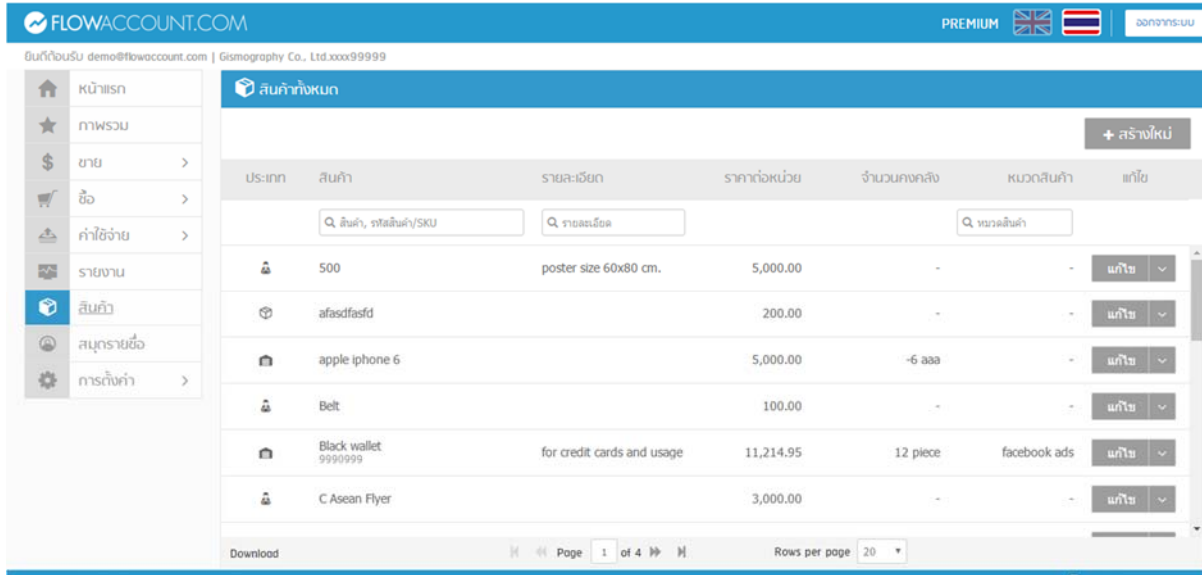 FLOWACCOUNT.COM
PREMIUM
ออกจากระบบ
ยินดีต้อนรับ demo@flowaccount.com | Gismography Co., Ltd.xxxx99999
หน้าแรก
ภาพรวม
ขาย
ซื้อ
ค่าใช้จ่าย
รายงาน
สินค้า
สมุดรายชื่อ
การตั้งค่า
สินค้าทั้งหมด
+ สร้างใหม่
ประเภท สินค้า รายละเอียด ราคาต่อหน่วย จำนวนคงคลัง หมวดสินค้า แก้ไข
สินค้า, รหัสสินค้า/SKU รายละเอียด หมวดสินค้า
500 poster size 60x80 cm. 5,000.00 - - แก้ไข
afasdfasfd 200.00 - - แก้ไข
apple iphone 6 5,000.00 -6 aaa - แก้ไข
Belt 100.00 - - แก้ไข
Black wallet for credit cards and usage 11,214.95 12 piece facebook ads แก้ไข
9990999
C Asean Flyer 3,000.00 - - แก้ไข
Download Page 1 of 4 Rows per page 20